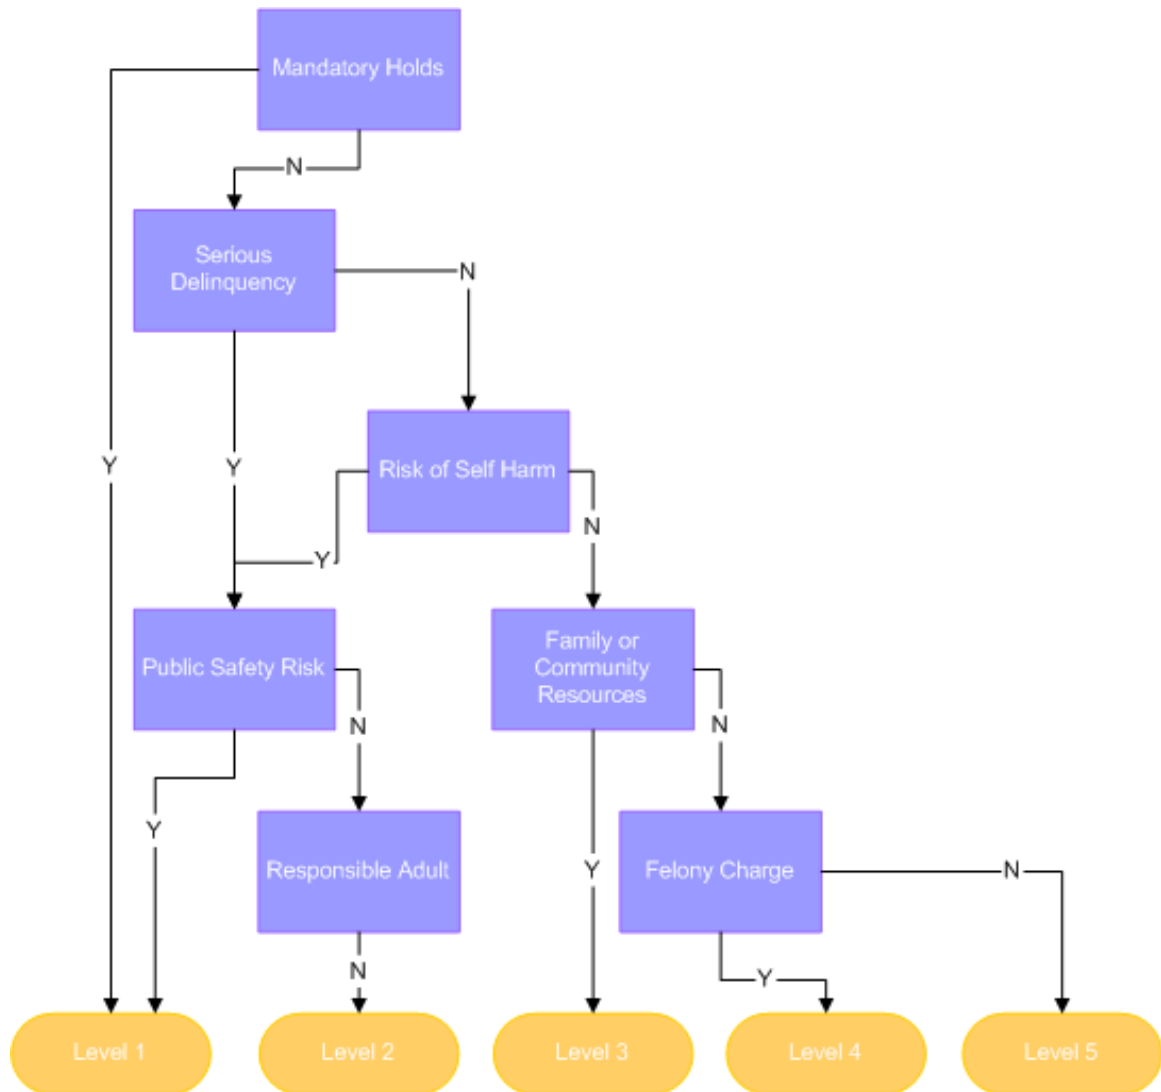 Mandatory Holds
N
Serious
Delinquency
N
Y
Y
Risk of Self Harm
N
Y
Public Safety Risk
Family or
Community
Resources
N
N
Y
Responsible Adult
Y
Felony Charge
N
N
Y
Level 1
Level 2
Level 3
Level 4
Level 5